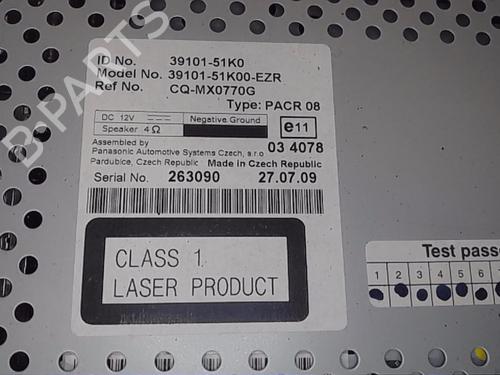 ID No. 39101-51K0
Model No. 39101-51K00-EZR
Ref No. CQ-MX0770G
Type: PACR 08
DC 12V Negative Ground
Speaker 4Ω
e11
03 4078
Assembled by
Panasonic Automotive Systems Czech, s.r.o
Pardubice, Czech Republic Made in Czech Republic
Serial No. 263090 27.07.09
CLASS 1
LASER PRODUCT
Test pass
1 2 3 4 5 6
B-PARTS